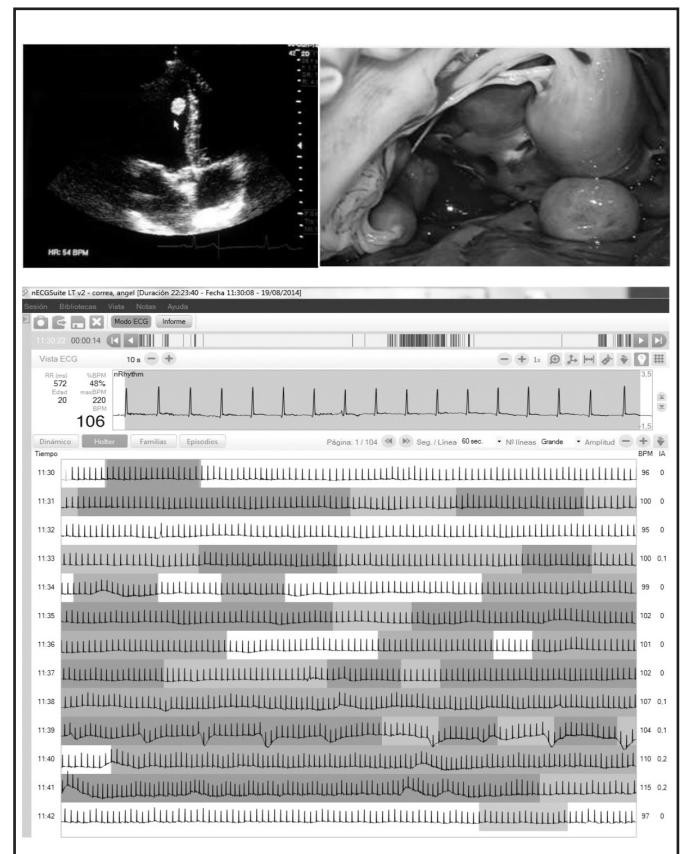 HR: 54 BPM
nECGSuite LT v2 - correa, angel [Duración 22:23:40 - Fecha 11:30:08 - 19/08/2014]
Sesión Bibliotecas Vista Notas Ayuda
Modo ECG Informe
11:30:22 00:00:14
Vista ECG 10 s 1x
RR (ms) %BPM nRhythm 3,5
572 48%
Edad maxBPM
20 220
BPM
106 -1,5
Dinámico Holter Familias Episodios Página: 1 / 104 Seg. / Línea 60 sec. Nº líneas Grande Amplitud
Tiempo BPM IA
11:30 96 0
11:31 100 0
11:32 95 0
11:33 100 0,1
11:34 99 0
11:35 102 0
11:36 101 0
11:37 102 0
11:38 107 0,1
11:39 104 0,1
11:40 110 0,2
11:41 115 0,2
11:42 97 0